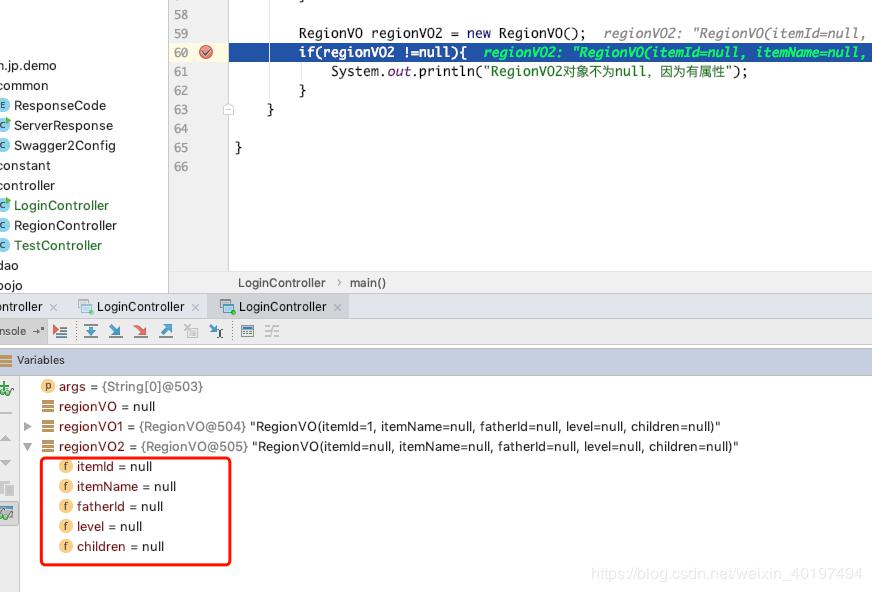 58
59 RegionVO regionVO2 = new RegionVO(); regionVO2: "RegionVO(itemId=null,
60 if(regionVO2 !=null){ regionVO2: "RegionVO(itemId=null, itemName=null,
61 System.out.println("RegionVO2对象不为null，因为有属性");
62 }
63 }
64
65 }
66
n.jp.demo
common
ResponseCode
ServerResponse
Swagger2Config
constant
controller
LoginController
RegionController
TestController
dao
pojo
LoginController › main()
ontroller × LoginController × LoginController ×
nsole
Variables
args = {String[0]@503}
regionVO = null
regionVO1 = {RegionVO@504} "RegionVO(itemId=1, itemName=null, fatherId=null, level=null, children=null)"
regionVO2 = {RegionVO@505} "RegionVO(itemId=null, itemName=null, fatherId=null, level=null, children=null)"
itemId = null
itemName = null
fatherId = null
level = null
children = null
https://blog.csdn.net/weixin_40197494